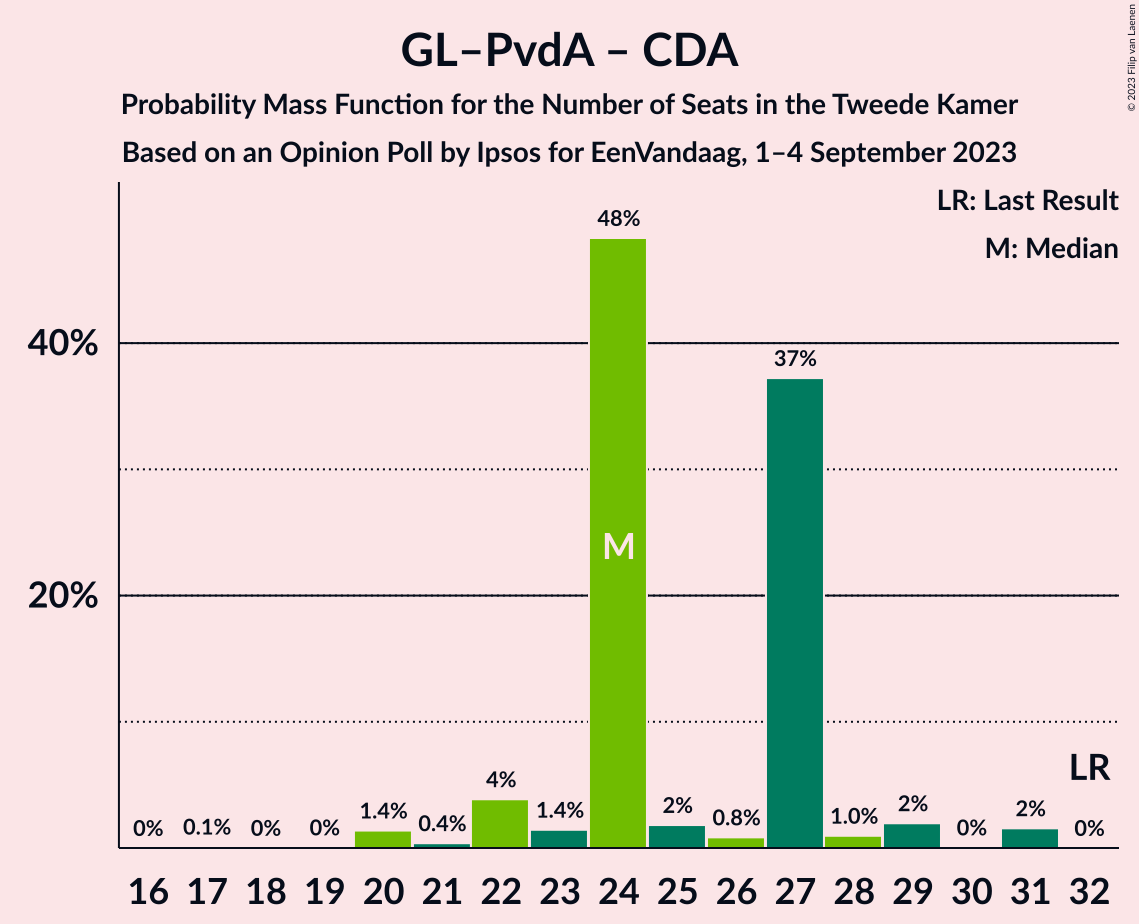 GL–PvdA – CDA
Probability Mass Function for the Number of Seats in the Tweede Kamer
Based on an Opinion Poll by Ipsos for EenVandaag, 1–4 September 2023
© 2023 Filip van Laenen
LR: Last Result
M: Median
48%
40%
37%
M
20%
LR
4%
0% 0.1% 0% 0% 1.4% 0.4% 1.4% 2% 0.8% 1.0% 2% 0% 2% 0%
16 17 18 19 20 21 22 23 24 25 26 27 28 29 30 31 32